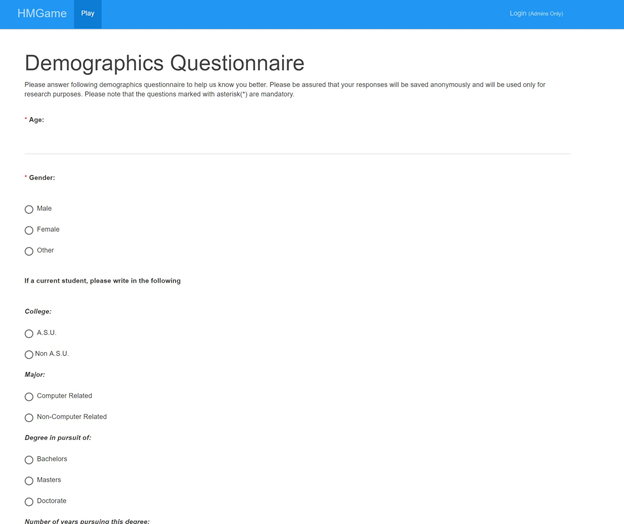 HMGame Play Login (Admins Only)
Demographics Questionnaire
Please answer following demographics questionnaire to help us know you better. Please be assured that your responses will be saved anonymously and will be used only for
research purposes. Please note that the questions marked with asterisk(*) are mandatory.
* Age:
* Gender:
Male
Female
Other
If a current student, please write in the following
College:
A.S.U.
Non A.S.U.
Major:
Computer Related
Non-Computer Related
Degree in pursuit of:
Bachelors
Masters
Doctorate
Number of years pursuing this degree: